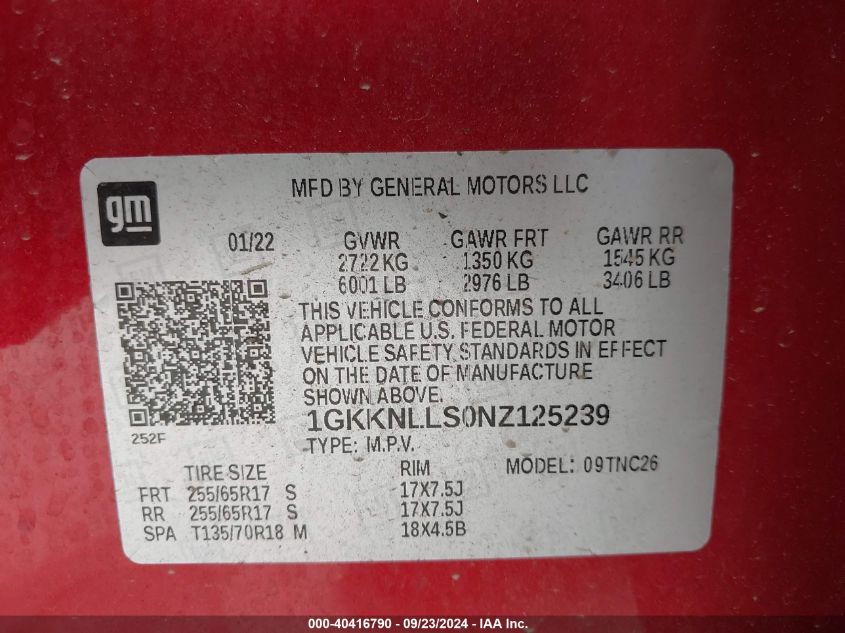 gm
MFD BY GENERAL MOTORS LLC
01/22 GVWR GAWR FRT GAWR RR
2722 KG 1350 KG 1545 KG
6001 LB 2976 LB 3406 LB
THIS VEHICLE CONFORMS TO ALL
APPLICABLE U.S. FEDERAL MOTOR
VEHICLE SAFETY STANDARDS IN EFFECT
ON THE DATE OF MANUFACTURE
SHOWN ABOVE.
1GKKNLLS0NZ125239
252F
TYPE: M.P.V.
TIRE SIZE RIM MODEL: 09TNC26
FRT 255/65R17 S 17X7.5J
RR 255/65R17 S 17X7.5J
SPA T135/70R18 M 18X4.5B
000-40416790 - 09/23/2024 - IAA Inc.